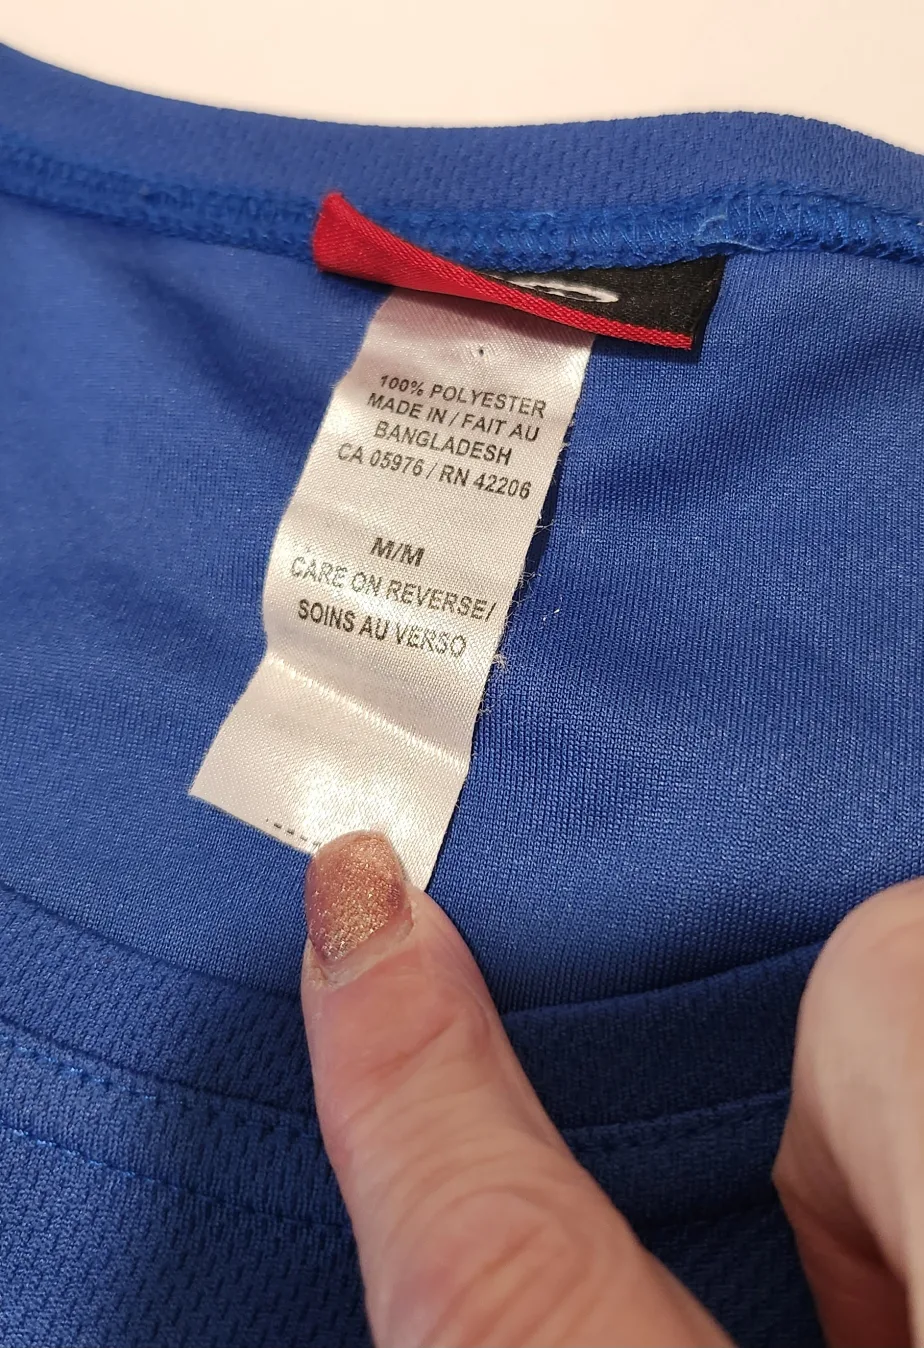 100% POLYESTER
MADE IN / FAIT AU
BANGLADESH
CA 05976 / RN 42206
M/M
CARE ON REVERSE/
SOINS AU VERSO